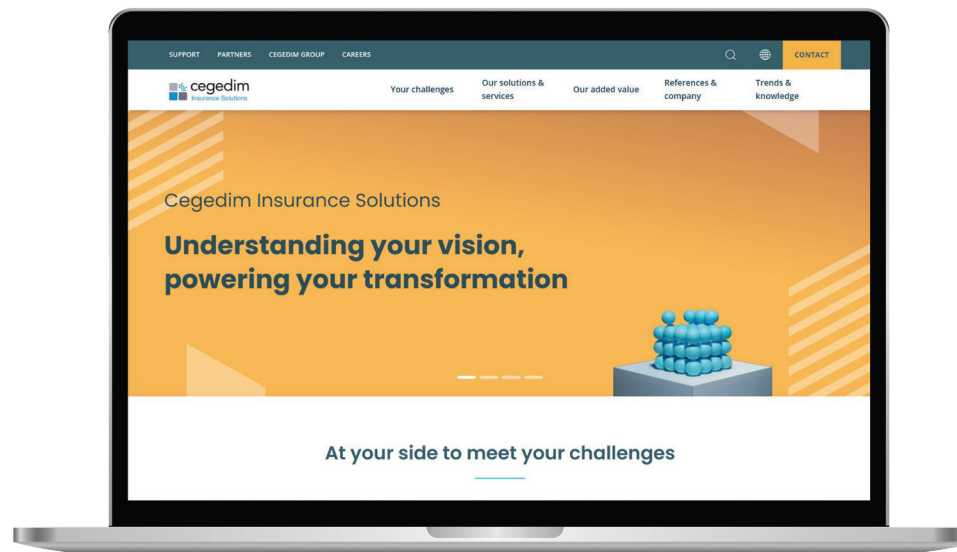 SUPPORT PARTNERS CEGEDIM GROUP CAREERS CONTACT
cegedim
Insurance Solutions
Your challenges
Our solutions &
services
Our added value
References &
company
Trends &
knowledge
Cegedim Insurance Solutions
Understanding your vision,
powering your transformation
At your side to meet your challenges